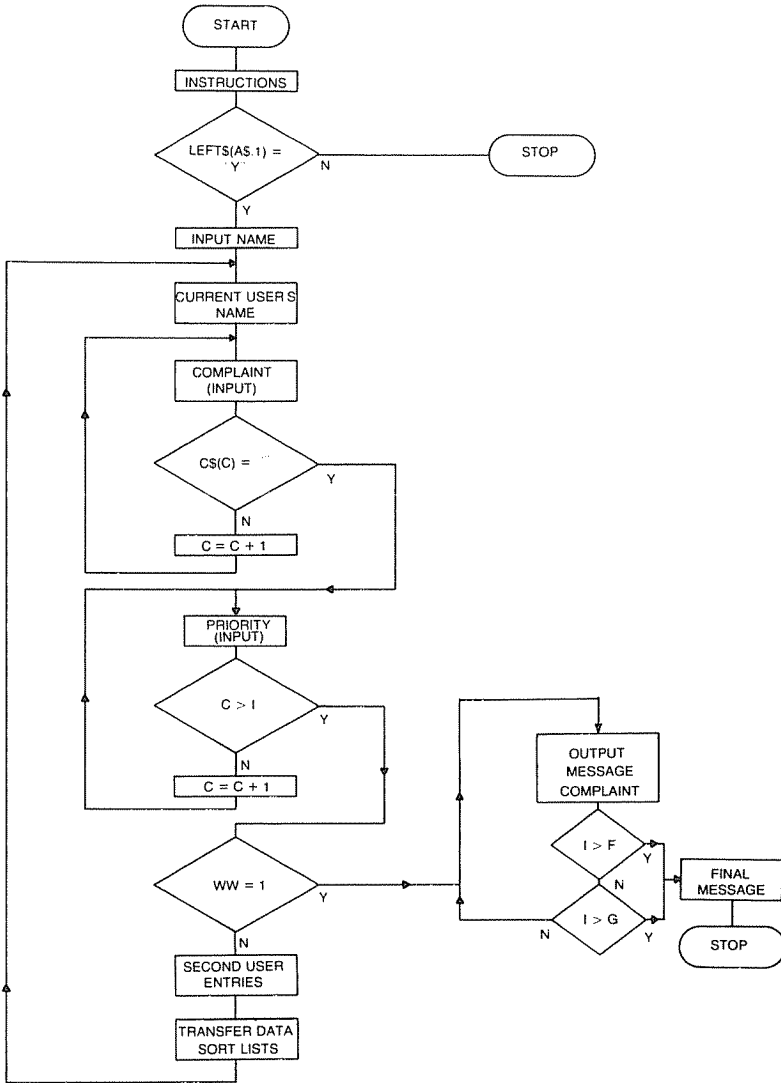 START
INSTRUCTIONS
LEFT$(A$.1) =
"Y"
N
STOP
Y
INPUT NAME
CURRENT USER S
NAME
COMPLAINT
(INPUT)
C$(C) = ""
Y
N
C = C + 1
PRIORITY
(INPUT)
C > I
Y
N
C = C + 1
WW = 1
Y
N
SECOND USER
ENTRIES
TRANSFER DATA
SORT LISTS
OUTPUT
MESSAGE
COMPLAINT
I > F
Y
N
I > G
N
Y
FINAL
MESSAGE
STOP